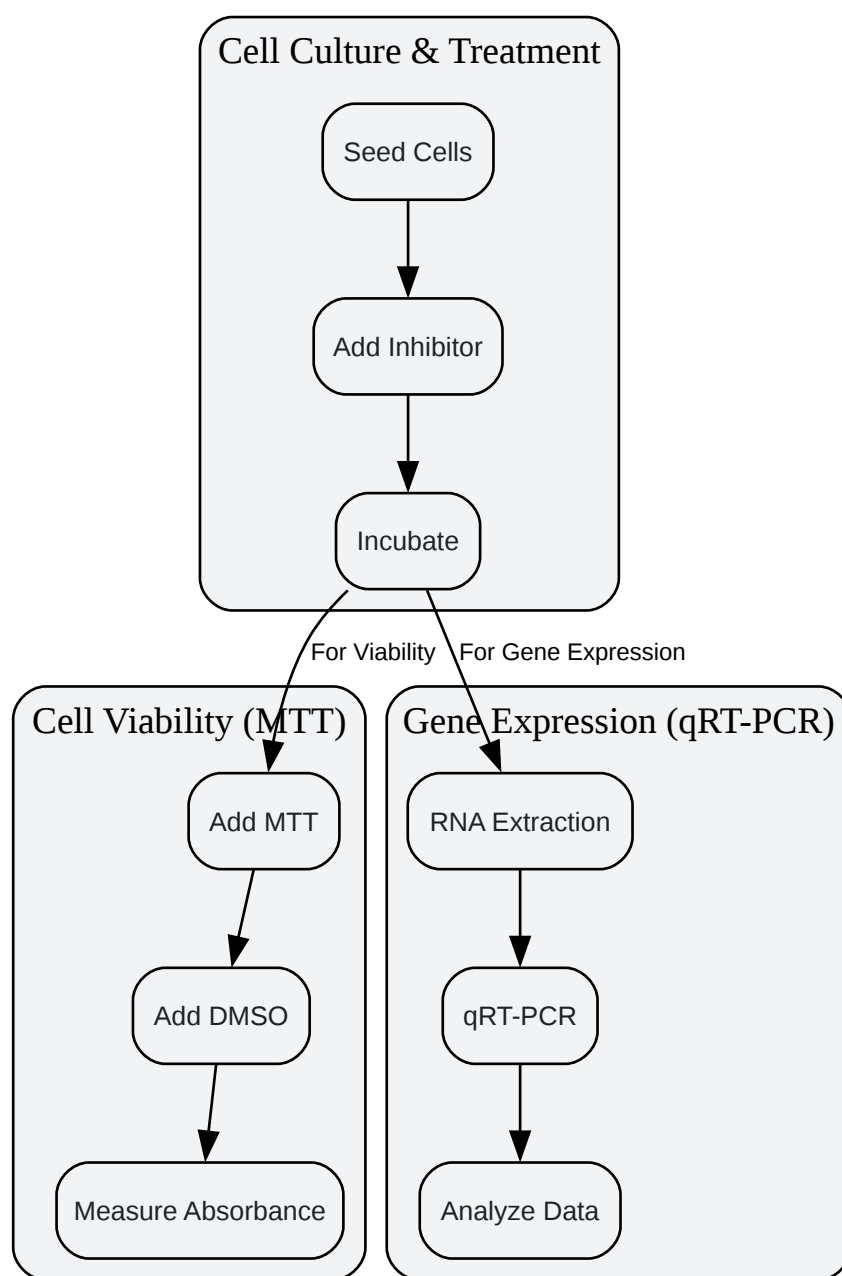 Cell Culture & Treatment
Seed Cells
Add Inhibitor
Incubate
For Viability
For Gene Expression
Cell Viability (MTT)
Add MTT
Add DMSO
Measure Absorbance
Gene Expression (qRT-PCR)
RNA Extraction
qRT-PCR
Analyze Data